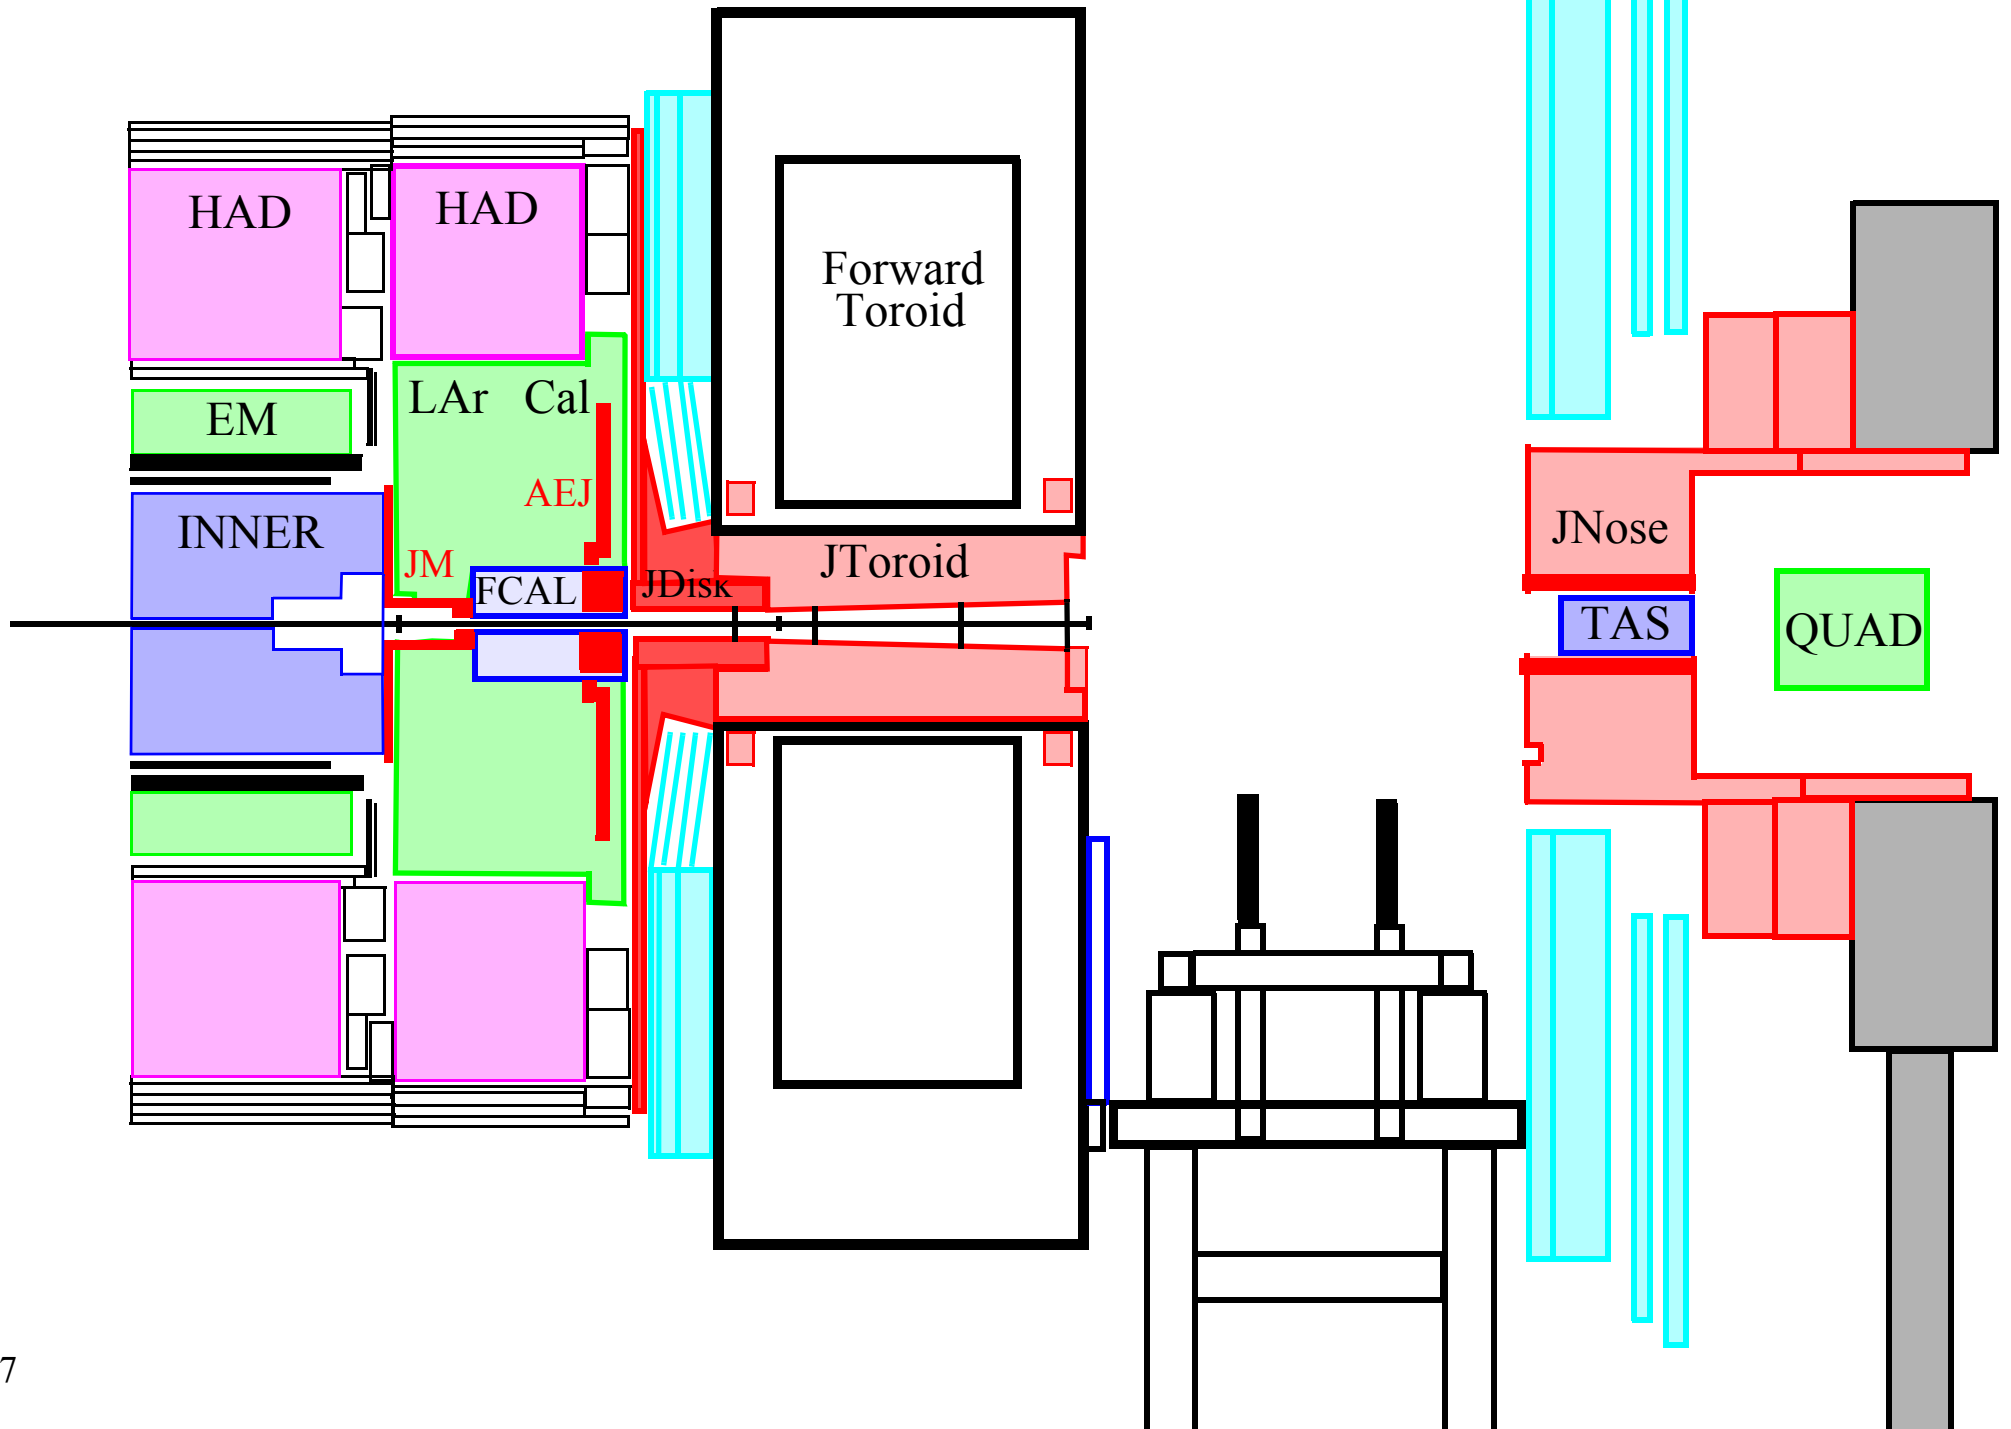 HAD
HAD
Forward
Toroid
LAr Cal
EM
AEJ
INNER
JM
FCAL
JDisk
JToroid
JNose
TAS
QUAD
7